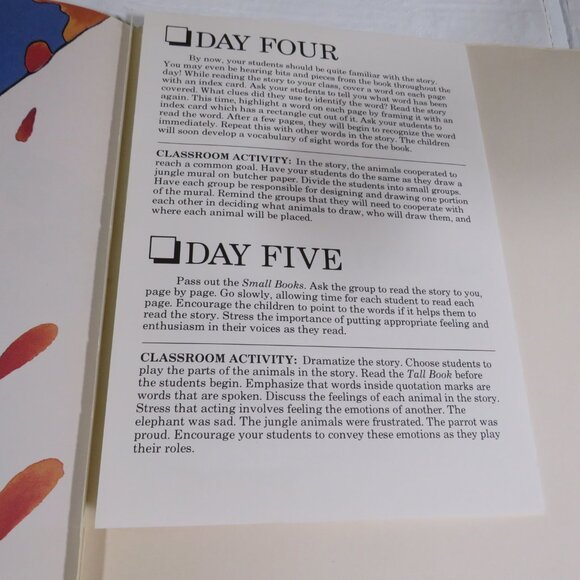 DAY FOUR
By now, your students should be quite familiar with the story.
You may even be hearing bits and pieces from the book throughout the
day! While reading the story to your class, cover a word on each page
with an index card. Ask your students to tell you what word has been
covered. What clues did they use to identify the word? Read the story
again. This time, highlight a word on each page by framing it with an
index card which has a rectangle cut out of it. Ask your students to
read the word. After a few pages, they will begin to recognize the word
immediately. Repeat this with other words in the story. The children
will soon develop a vocabulary of sight words for the book.
CLASSROOM ACTIVITY: In the story, the animals cooperated to
reach a common goal. Have your students do the same as they draw a
jungle mural on butcher paper. Divide the students into small groups.
Have each group be responsible for designing and drawing one portion
of the mural. Remind the groups that they will need to cooperate with
each other in deciding what animals to draw, who will draw them, and
where each animal will be placed.
DAY FIVE
Pass out the Small Books. Ask the group to read the story to you,
page by page. Go slowly, allowing time for each student to read each
page. Encourage the children to point to the words if it helps them to
read the story. Stress the importance of putting appropriate feeling and
enthusiasm in their voices as they read.
CLASSROOM ACTIVITY: Dramatize the story. Choose students to
play the parts of the animals in the story. Read the Tall Book before
the students begin. Emphasize that words inside quotation marks are
words that are spoken. Discuss the feelings of each animal in the story.
Stress that acting involves feeling the emotions of another. The
elephant was sad. The jungle animals were frustrated. The parrot was
proud. Encourage your students to convey these emotions as they play
their roles.